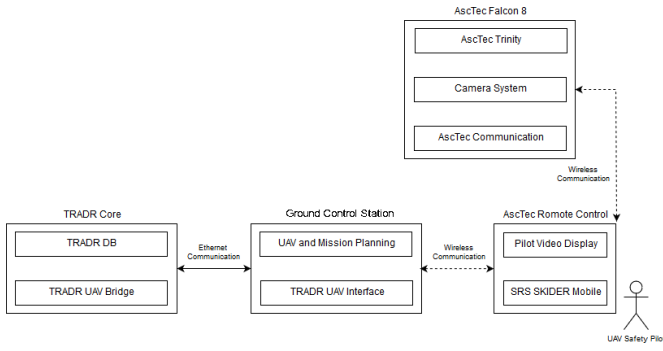 AscTec Falcon 8
AscTec Trinity
Camera System
AscTec Communication
Wireless
Communication
TRADR Core
TRADR DB
TRADR UAV Bridge
Ethernet
Communication
Ground Control Station
UAV and Mission Planning
TRADR UAV Interface
Wireless
Communication
AscTec Romote Control
Pilot Video Display
SRS SKIDER Mobile
UAV Safety Pilo